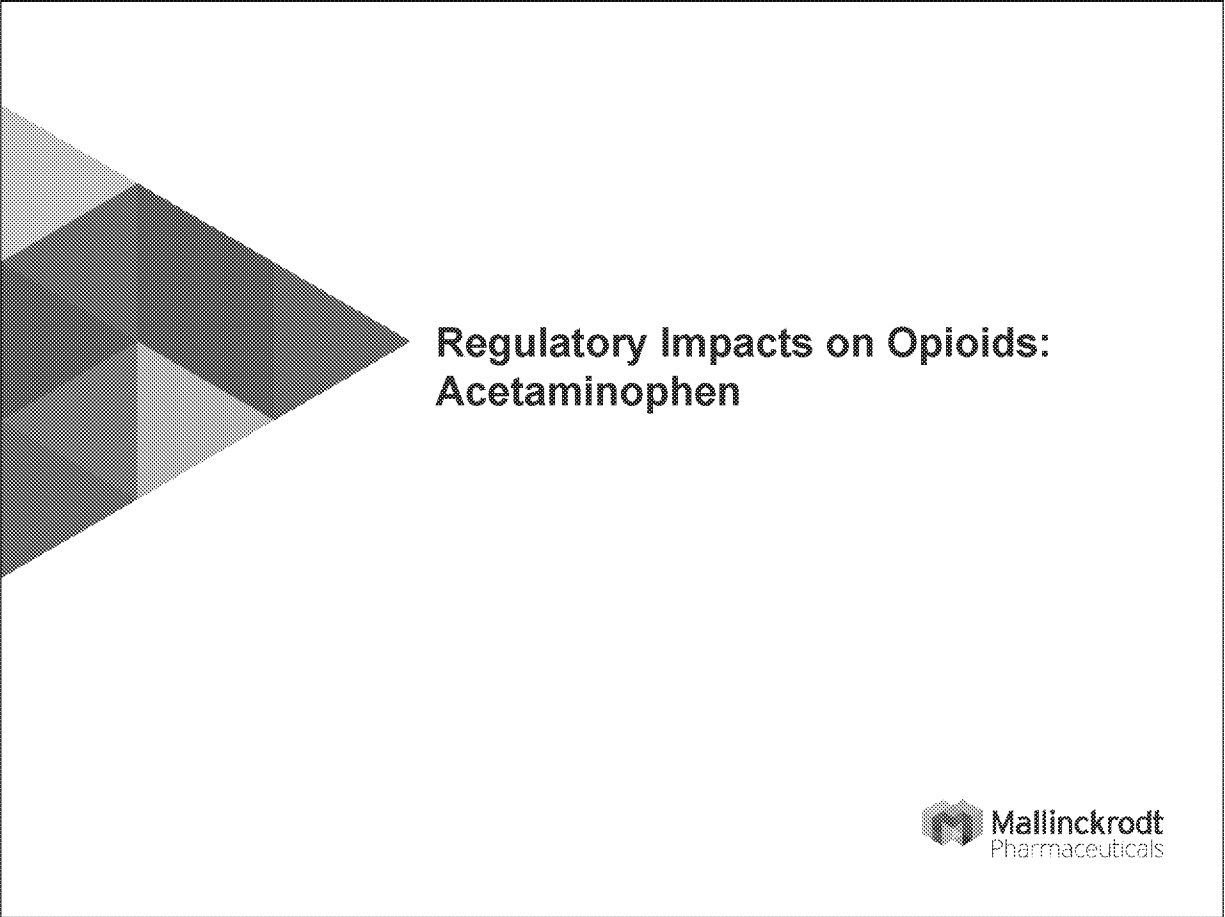 Regulatory Impacts on Opioids:
Acetaminophen
Mallinckrodt
Pharmaceuticals